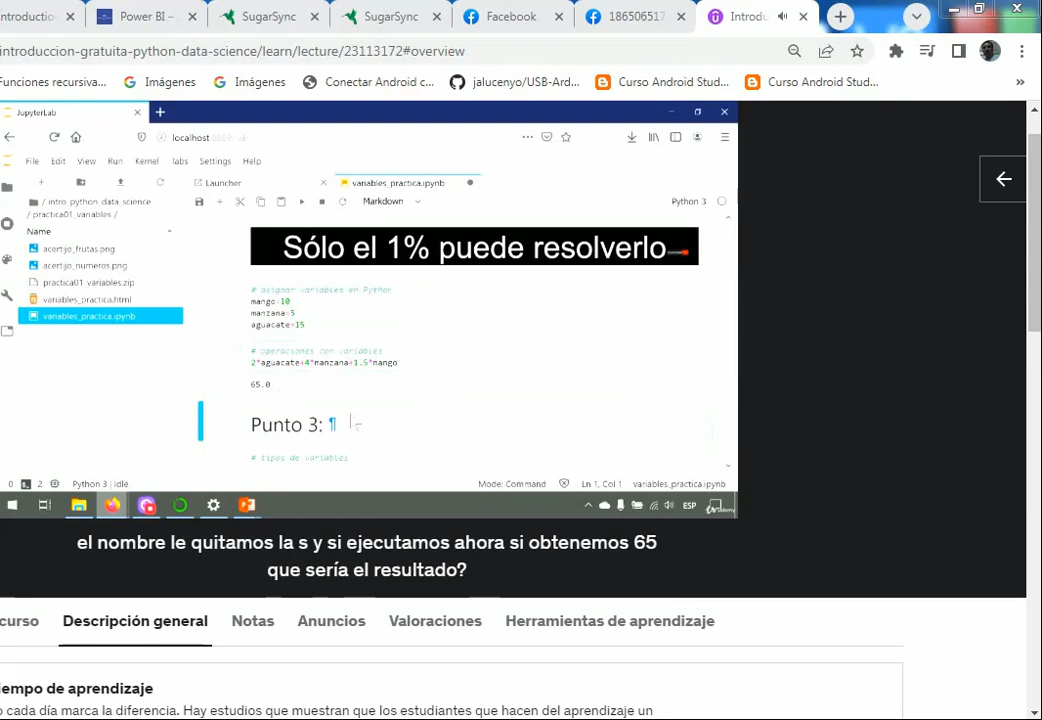 ntroducción
Power BI –
SugarSync
SugarSync
Facebook
186506517
Introdu
introduccion-gratuita-python-data-science/learn/lecture/23113172#overview
Funciones recursiva...
Imágenes
Imágenes
Conectar Android c...
jalucenyo/USB-Ard...
Curso Android Stud...
Curso Android Stud...
»
JupyterLab
localhost
File Edit View Run Kernel Tabs Settings Help
Launcher
variables_practica.ipynb
Markdown
Python 3
/ intro_python_data_science
/ practica01_variables /
Name
acertijo_frutas.png
acertijo_numeros.png
practica01_variables.zip
variables_practica.html
variables_practica.ipynb
Sólo el 1% puede resolverlo
# asignar variables en Python
mango=10
manzana=5
aguacate=15
# operaciones con variables
2*aguacate+4*manzana+1.5*mango
65.0
Punto 3: ¶
# tipos de variables
0 2 Python 3 | Idle
Mode: Command
Ln 1, Col 1
variables_practica.ipynb
ESP
el nombre le quitamos la s y si ejecutamos ahora si obtenemos 65
que sería el resultado?
curso
Descripción general
Notas
Anuncios
Valoraciones
Herramientas de aprendizaje
iempo de aprendizaje
o cada día marca la diferencia. Hay estudios que muestran que los estudiantes que hacen del aprendizaje un